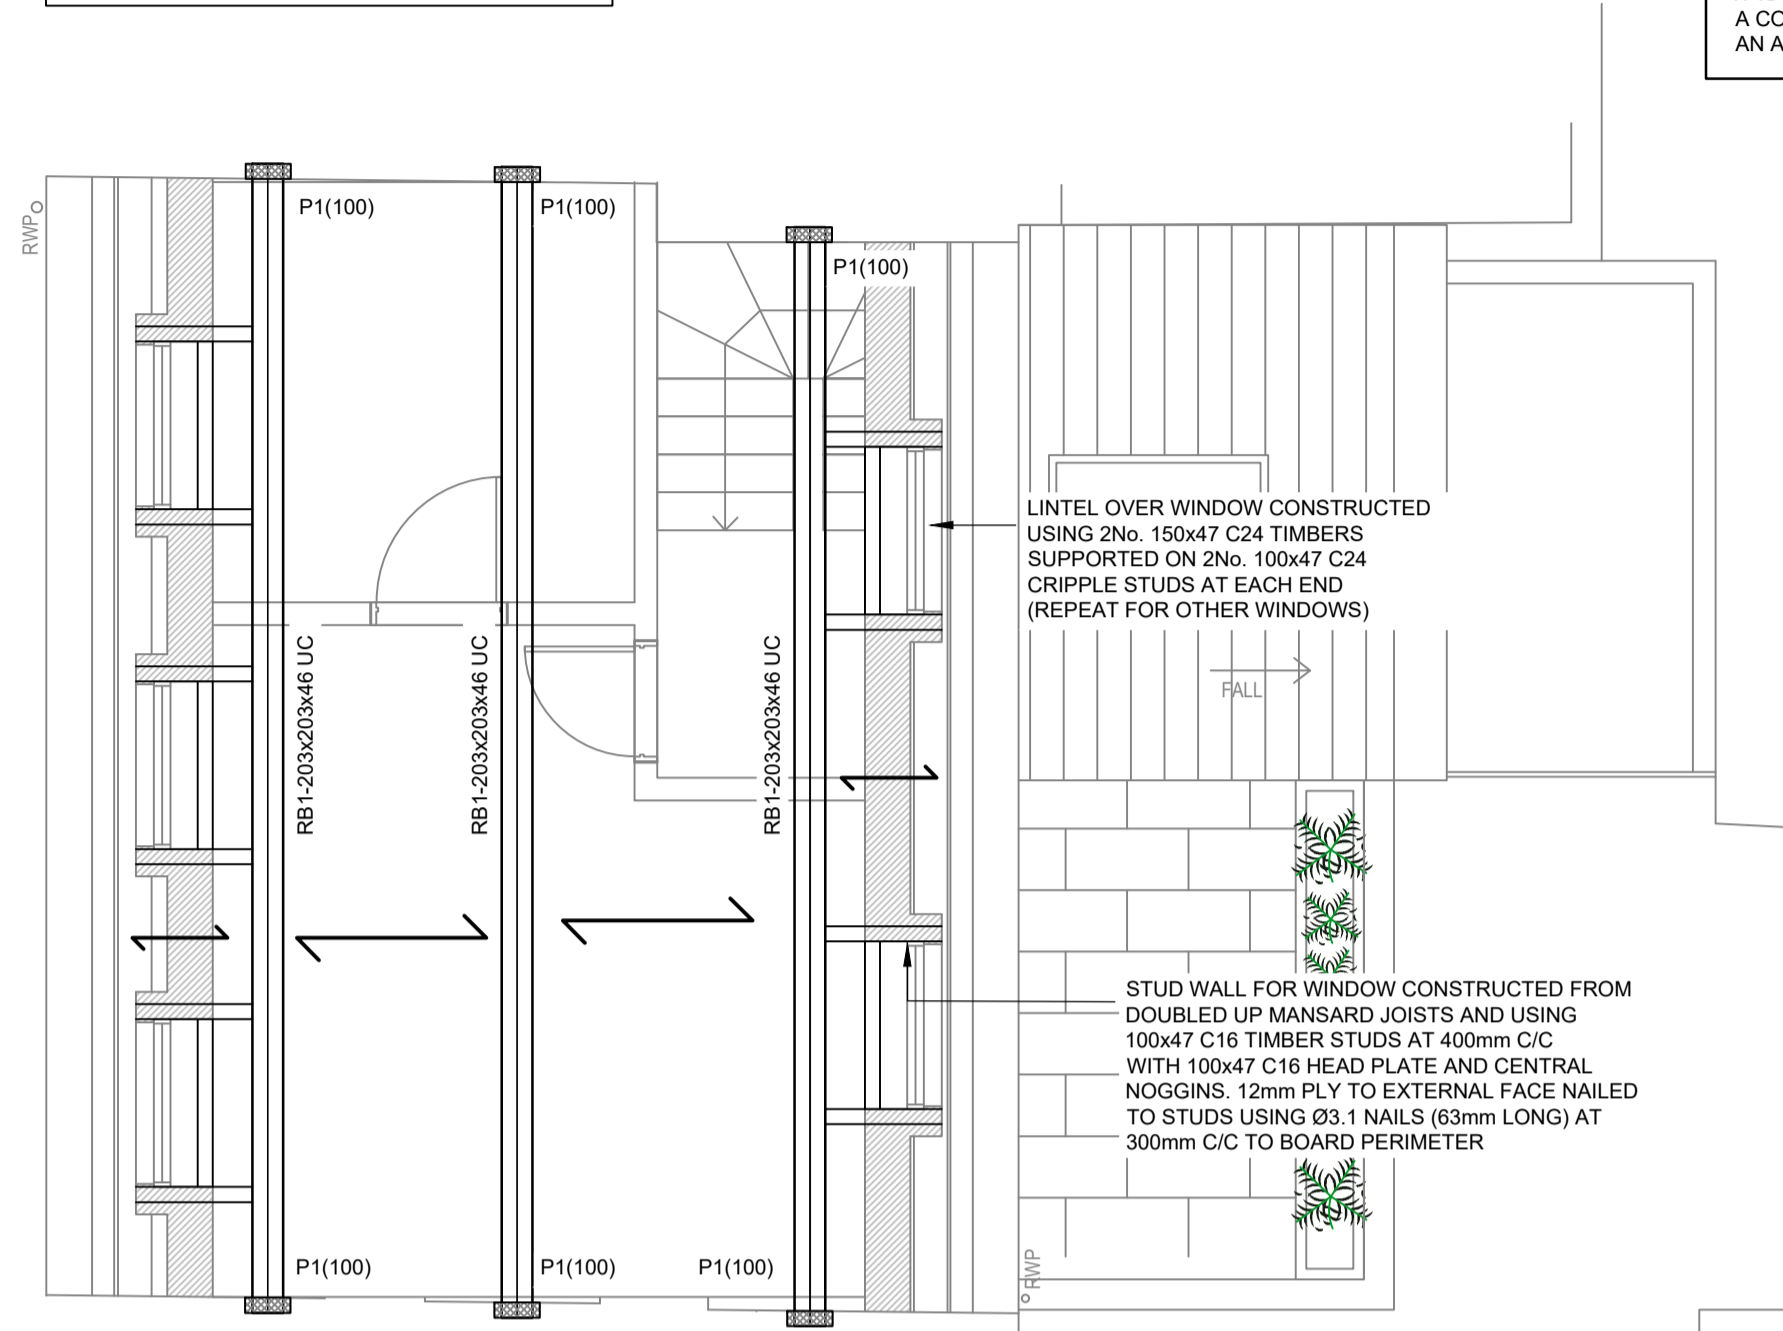 A CO
AN A
RWP
P1(100)
P1(100)
P1(100)
LINTEL OVER WINDOW CONSTRUCTED
USING 2No. 150x47 C24 TIMBERS
SUPPORTED ON 2No. 100x47 C24
CRIPPLE STUDS AT EACH END
(REPEAT FOR OTHER WINDOWS)
RB1-203x203x46 UC
RB1-203x203x46 UC
RB1-203x203x46 UC
FALL
STUD WALL FOR WINDOW CONSTRUCTED FROM
DOUBLED UP MANSARD JOISTS AND USING
100x47 C16 TIMBER STUDS AT 400mm C/C
WITH 100x47 C16 HEAD PLATE AND CENTRAL
NOGGINS. 12mm PLY TO EXTERNAL FACE NAILED
TO STUDS USING Ø3.1 NAILS (63mm LONG) AT
300mm C/C TO BOARD PERIMETER
P1(100)
P1(100)
P1(100)
RWP